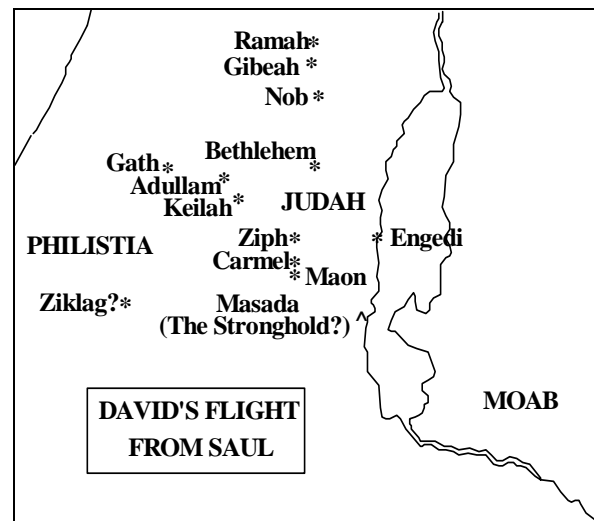 Ramah*
Gibeah *
Nob *
Bethlehem
*
Gath *
Adullam *
Keilah *
JUDAH
PHILISTIA
Ziph *
* Engedi
Carmel *
* Maon
Ziklag? *
Masada
(The Stronghold?) ^
DAVID'S FLIGHT
FROM SAUL
MOAB